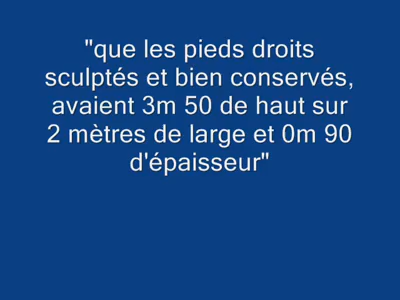 "que les pieds droits
sculptés et bien conservés,
avaient 3m 50 de haut sur
2 mètres de large et 0m 90
d'épaisseur"